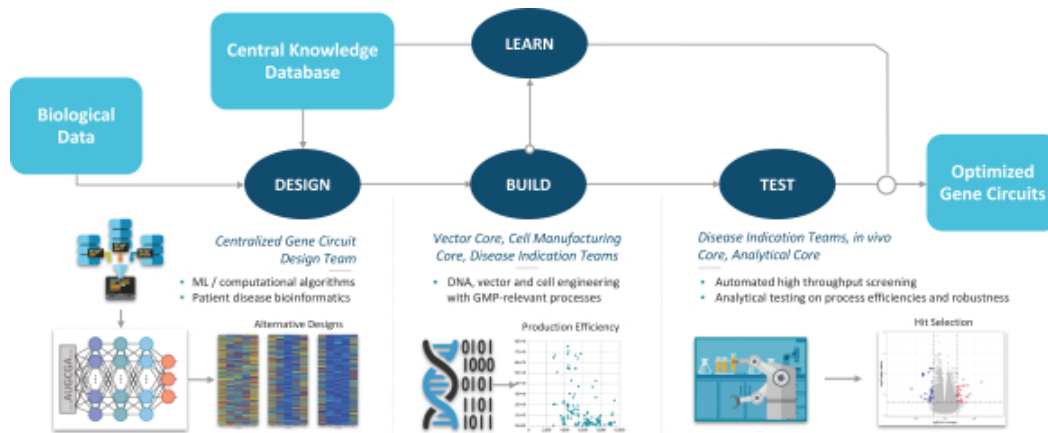 Central Knowledge
Database
LEARN
Biological
Data
DESIGN
BUILD
TEST
Optimized
Gene Circuits
Centralized Gene Circuit
Design Team
• ML / computational algorithms
• Patient disease bioinformatics
Vector Core, Cell Manufacturing
Core, Disease Indication Teams
• DNA, vector and cell engineering
with GMP-relevant processes
Disease Indication Teams, in vivo
Core, Analytical Core
• Automated high throughput screening
• Analytical testing on process efficiencies and robustness
Alternative Designs
Production Efficiency
Hit Selection
...AUGCGA...
0101
1000
0101
1101
1011